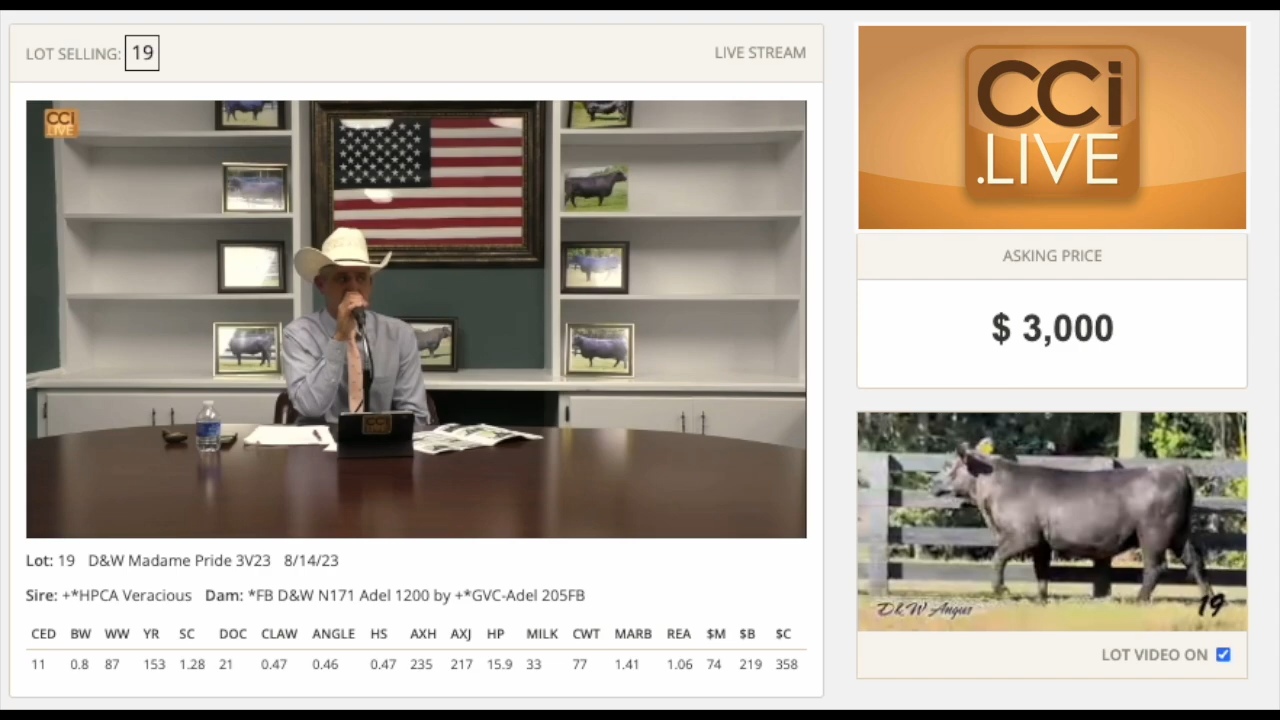 LOT SELLING: 19
LIVE STREAM
CCi
LIVE
CCi
Lot: 19 D&W Madame Pride 3V23 8/14/23
Sire: +*HPCA Veracious Dam: *FB D&W N171 Adel 1200 by +*GVC-Adel 205FB
CED BW WW YR SC DOC CLAW ANGLE HS AXH AXJ HP MILK CWT MARB REA $M $B $C
11 0.8 87 153 1.28 21 0.47 0.46 0.47 235 217 15.9 33 77 1.41 1.06 74 219 358
CCi
.LIVE
ASKING PRICE
$ 3,000
D&W Angus 19
LOT VIDEO ON